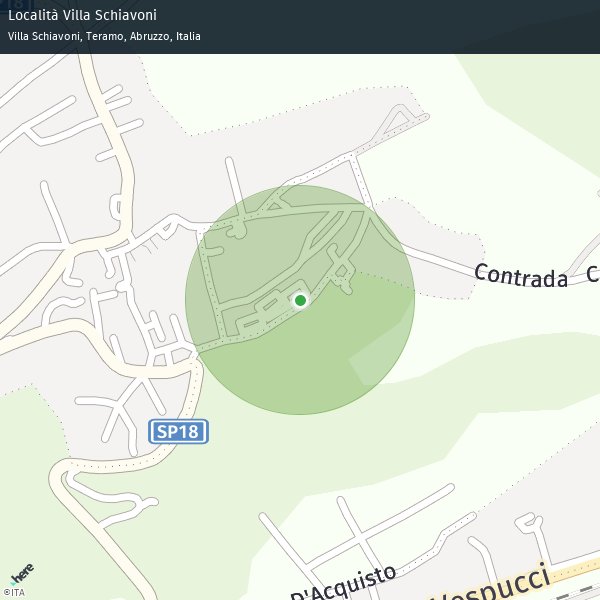 Località Villa Schiavoni
Villa Schiavoni, Teramo, Abruzzo, Italia
Contrada C
SP18
D'Acquisto
Vespucci
here
©ITA